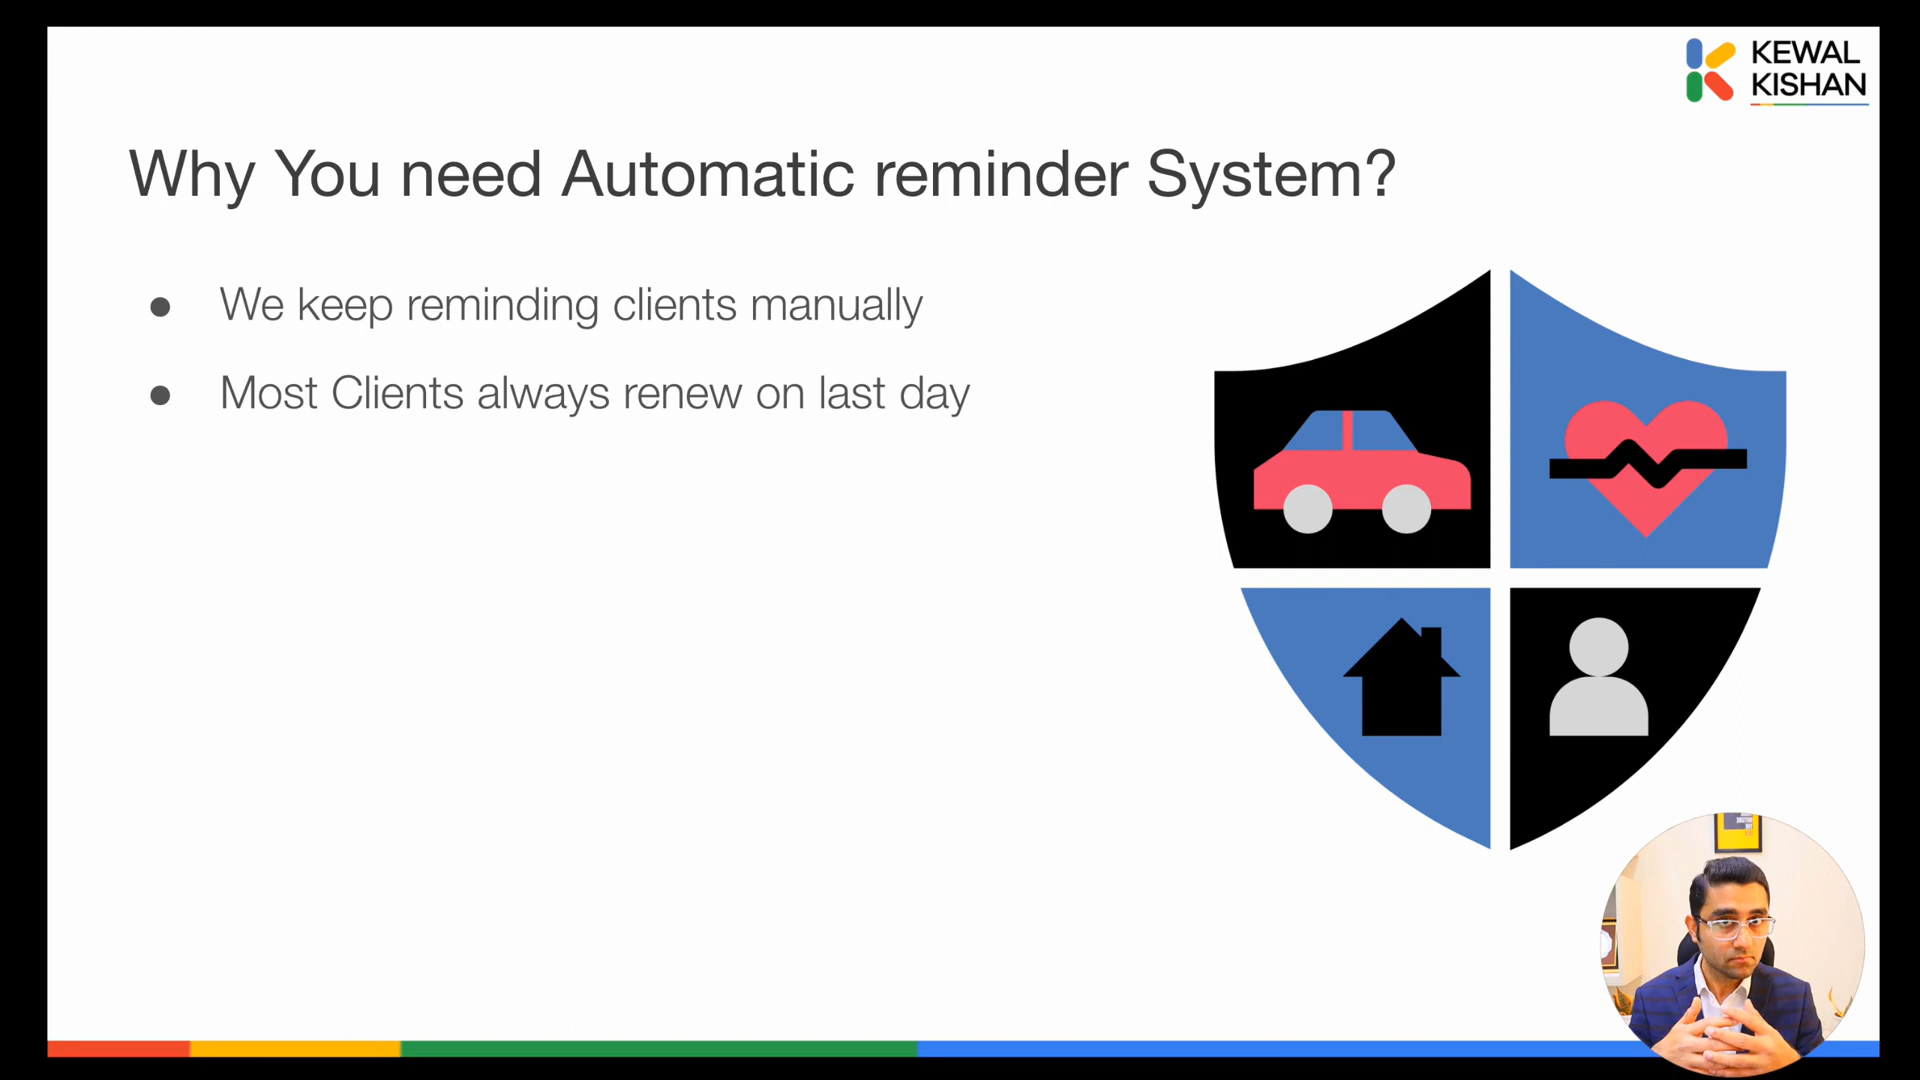 KEWAL
KISHAN
Why You need Automatic reminder System?
● We keep reminding clients manually
● Most Clients always renew on last day